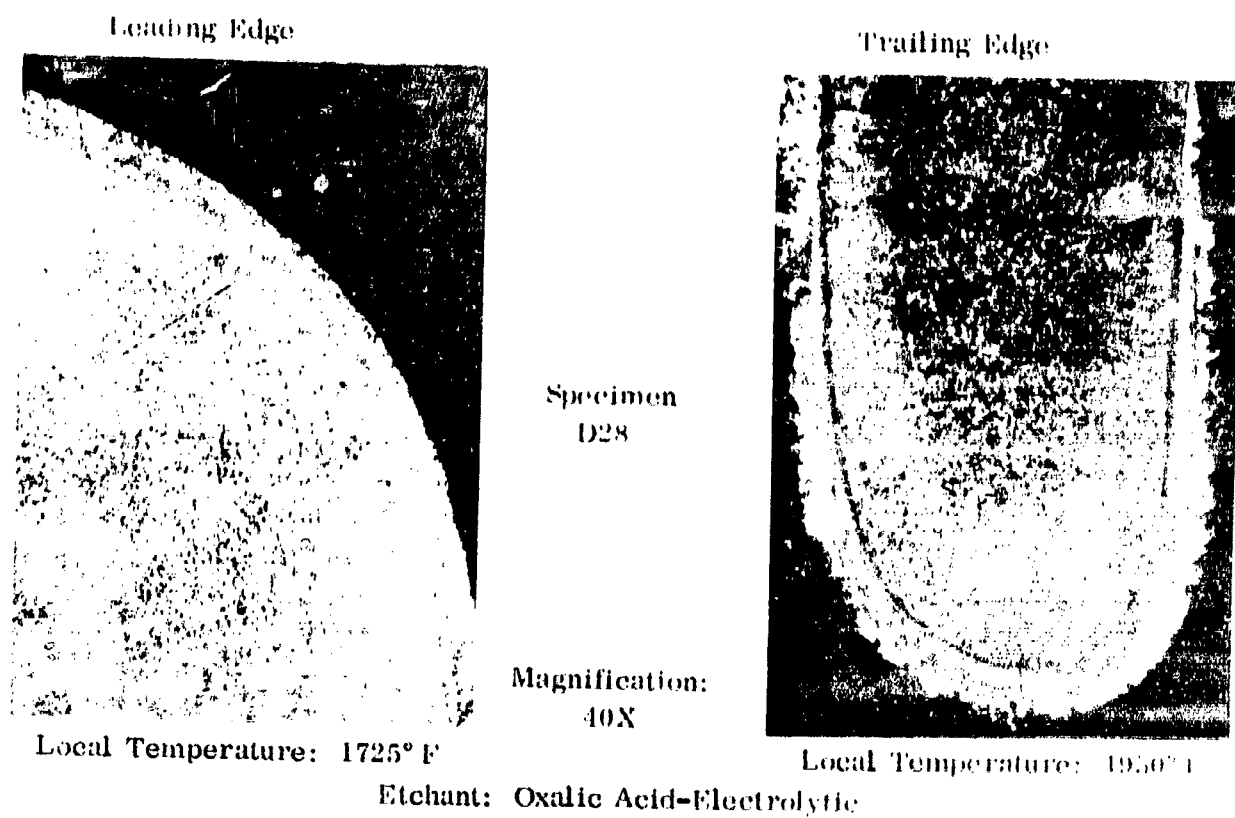 Leading Edge
Trailing Edge
Specimen
D28
Magnification:
40X
Local Temperature: 1725° F
Local Temperature:
Etchant: Oxalic Acid-Electrolytic